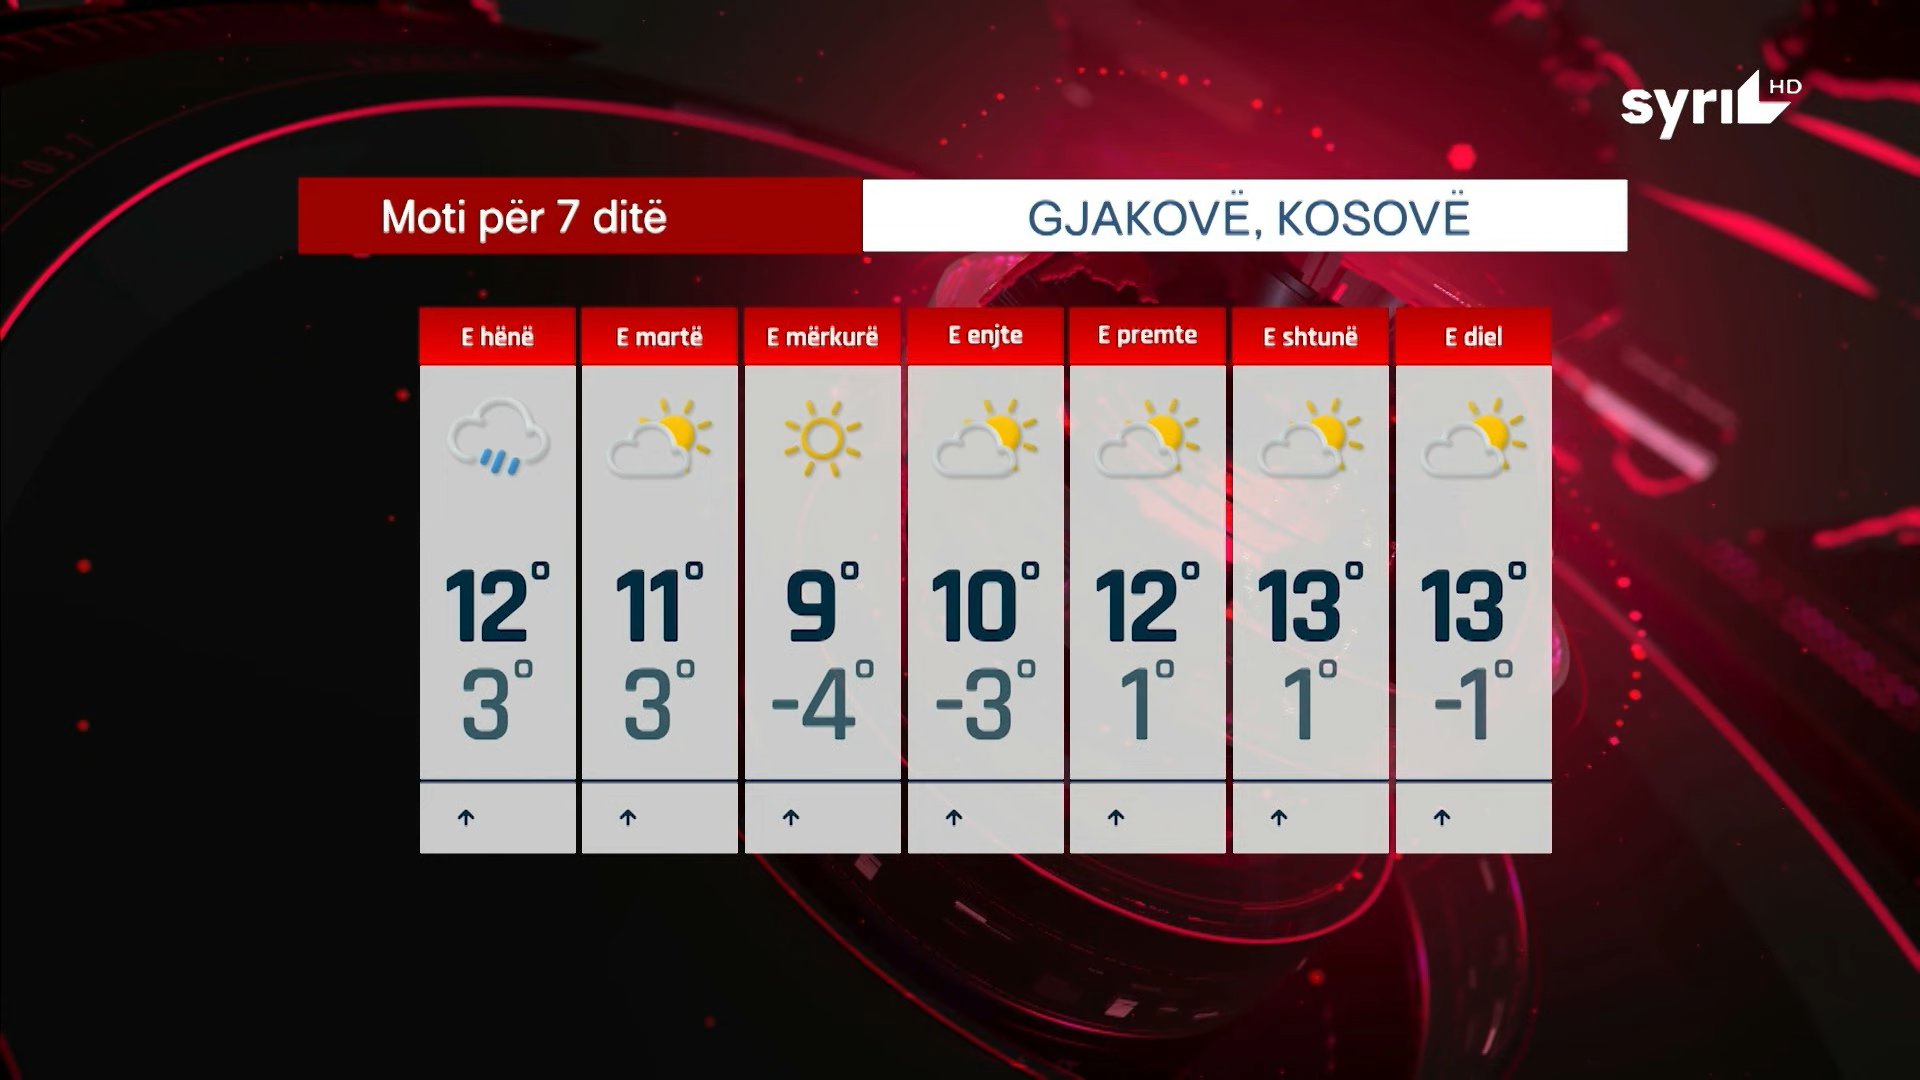 syri HD
Moti për 7 ditë
GJAKOVË, KOSOVË
E hënë E martë E mërkurë E enjte E premte E shtunë E diel
12° 11° 9° 10° 12° 13° 13°
3° 3° -4° -3° 1° 1° -1°